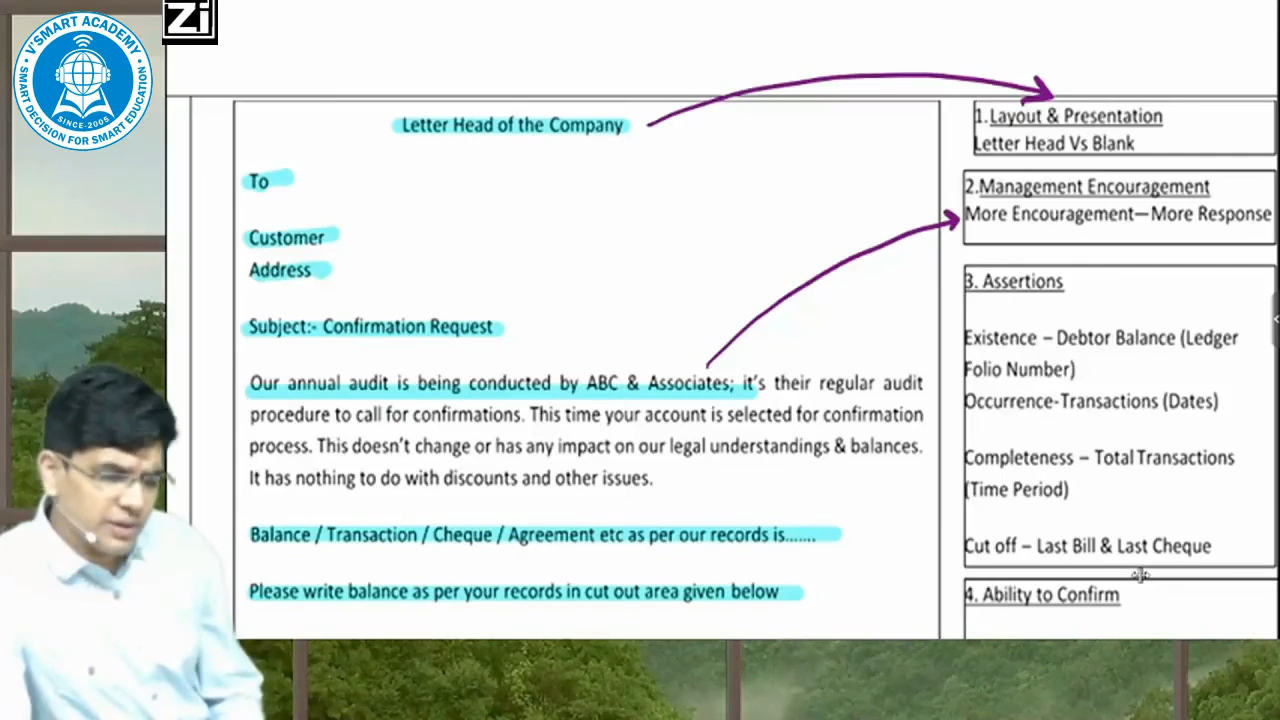 V'SMART ACADEMY
SMART DECISION FOR SMART EDUCATION
SINCE-2005
Zi
Letter Head of the Company
To
Customer
Address
Subject:- Confirmation Request
Our annual audit is being conducted by ABC & Associates; it's their regular audit
procedure to call for confirmations. This time your account is selected for confirmation
process. This doesn't change or has any impact on our legal understandings & balances.
It has nothing to do with discounts and other issues.
Balance / Transaction / Cheque / Agreement etc as per our records is.......
Please write balance as per your records in cut out area given below
1.Layout & Presentation
Letter Head Vs Blank
2.Management Encouragement
More Encouragement—More Response
3. Assertions
Existence – Debtor Balance (Ledger
Folio Number)
Occurrence-Transactions (Dates)
Completeness – Total Transactions
(Time Period)
Cut off – Last Bill & Last Cheque
4. Ability to Confirm